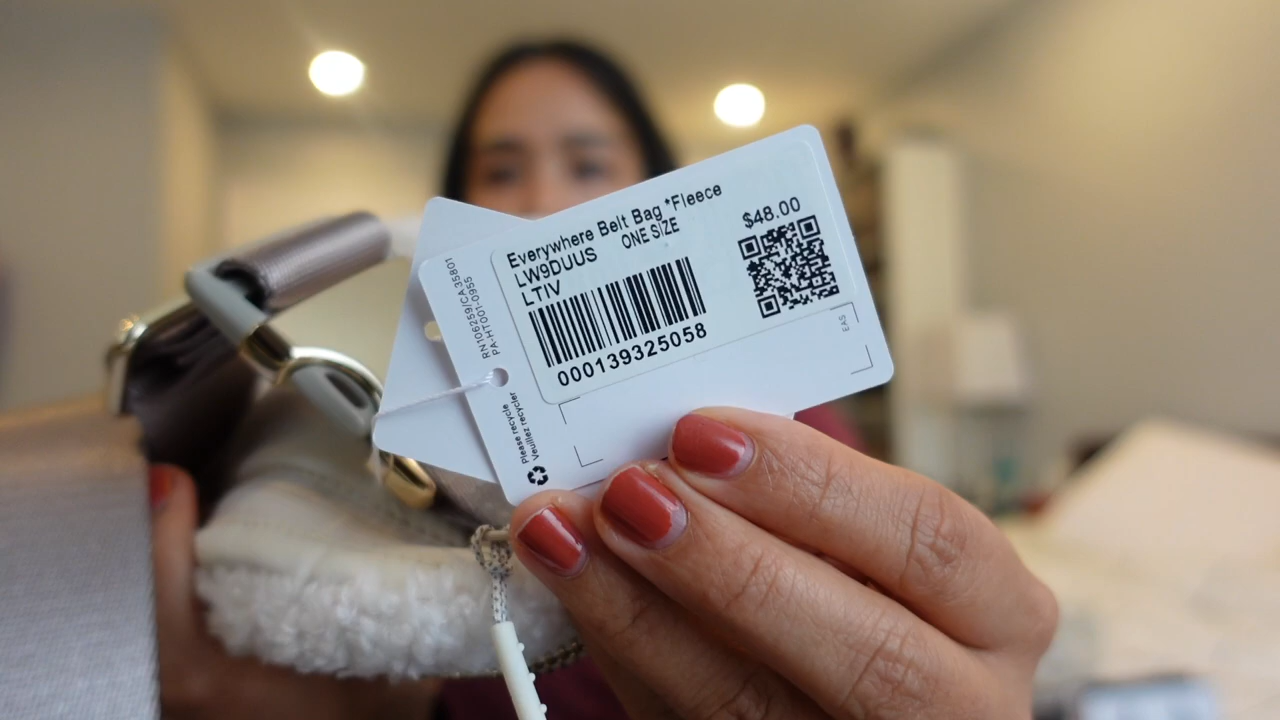 Everywhere Belt Bag *Fleece
LW9DUUS ONE SIZE
LTIV
$48.00
000139325058
RN106259/CA35801
PA-HT001-0955
Please recycle
Veuillez recycler
EAS